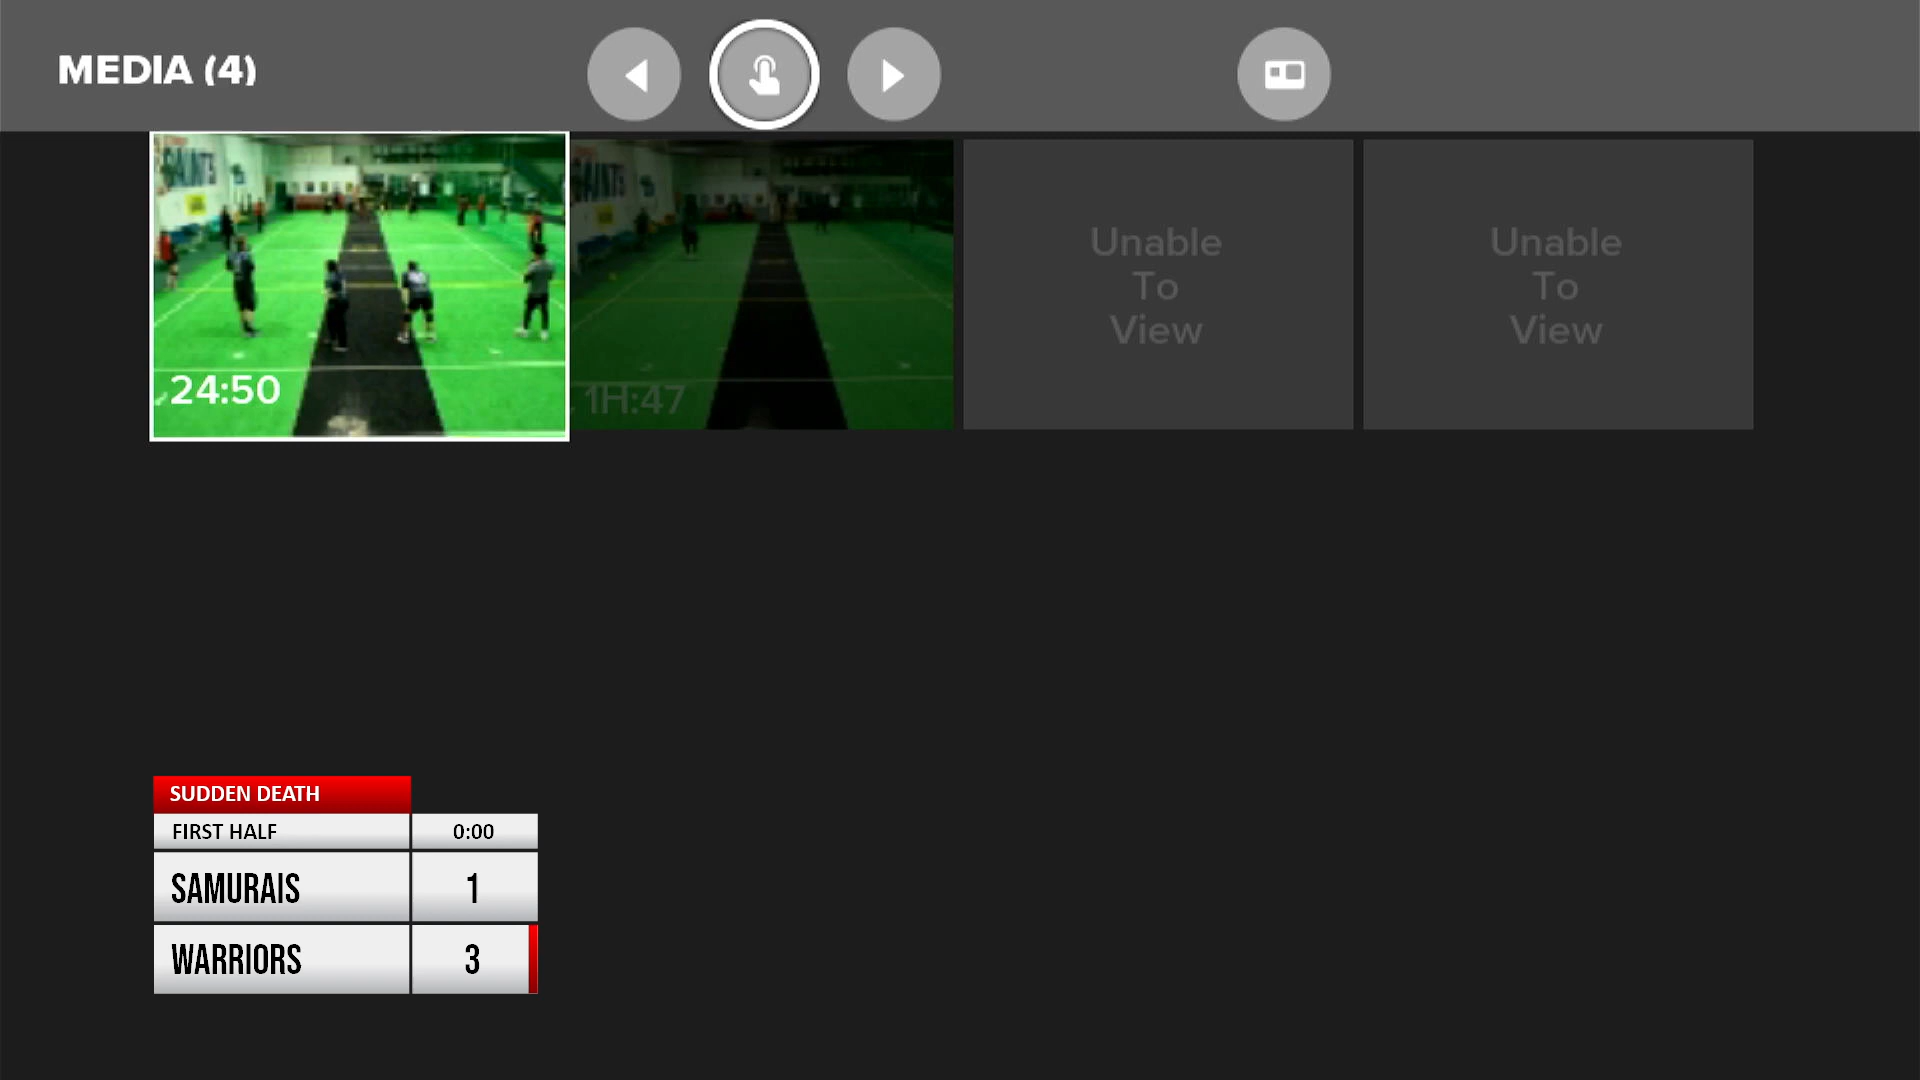 MEDIA (4)
SAINTS
24:50
1H:47
Unable
To
View
Unable
To
View
SUDDEN DEATH
FIRST HALF 0:00
SAMURAIS 1
WARRIORS 3